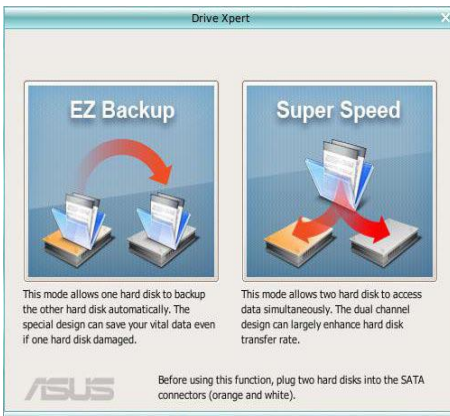 Drive Xpert
EZ Backup
This mode allows one hard disk to backup
the other hard disk automatically. The
special design can save your vital data even
if one hard disk damaged.
Super Speed
This mode allows two hard disk to access
data simultaneously. The dual channel
design can largely enhance hard disk
transfer rate.
ASUS
Before using this function, plug two hard disks into the SATA
connectors (orange and white).